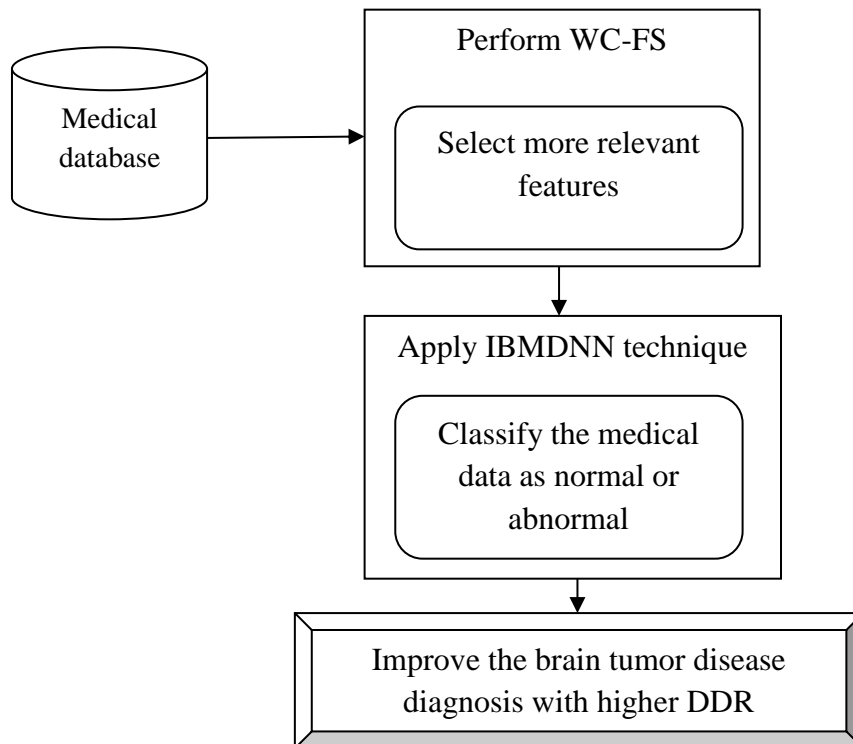 Medical
database
Perform WC-FS
Select more relevant
features
Apply IBMDNN technique
Classify the medical
data as normal or
abnormal
Improve the brain tumor disease
diagnosis with higher DDR